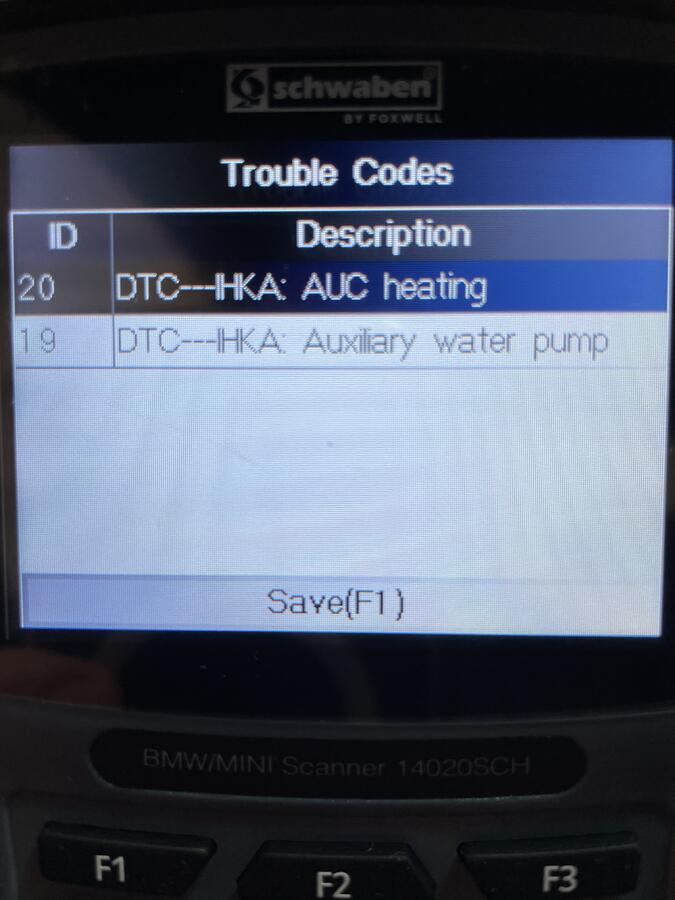 schwaben®
BY FOXWELL
Trouble Codes
ID Description
20 DTC---IHKA: AUC heating
19 DTC---IHKA: Auxiliary water pump
Save(F1)
BMW/MINI Scanner 14020SCH
F1 F2 F3